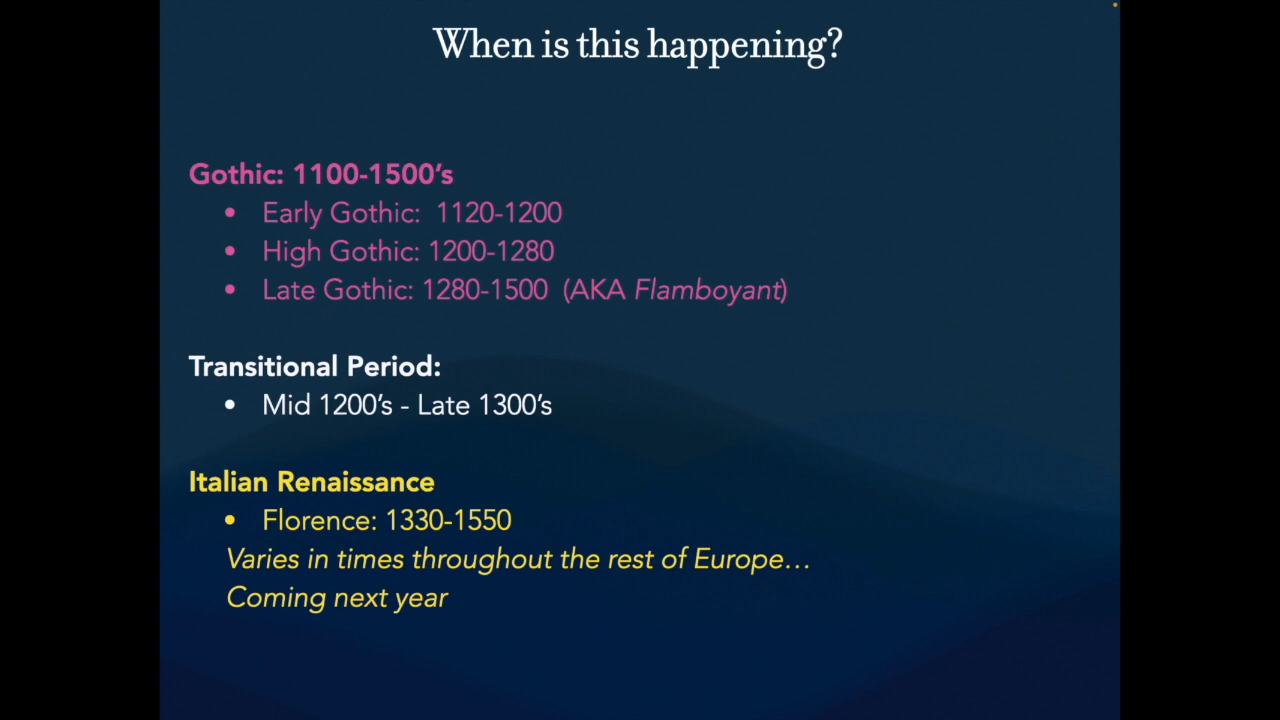 When is this happening?
Gothic: 1100-1500’s
• Early Gothic: 1120-1200
• High Gothic: 1200-1280
• Late Gothic: 1280-1500 (AKA Flamboyant)
Transitional Period:
• Mid 1200’s - Late 1300’s
Italian Renaissance
• Florence: 1330-1550
Varies in times throughout the rest of Europe…
Coming next year